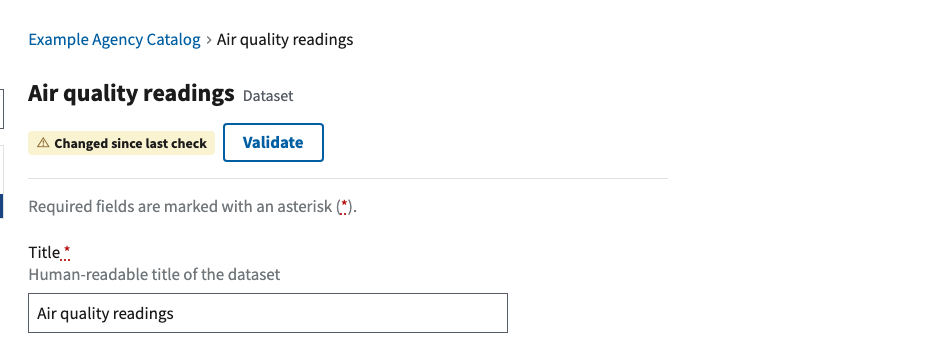 Example Agency Catalog › Air quality readings
Air quality readings Dataset
⚠ Changed since last check Validate
Required fields are marked with an asterisk (*).
Title *
Human-readable title of the dataset
Air quality readings